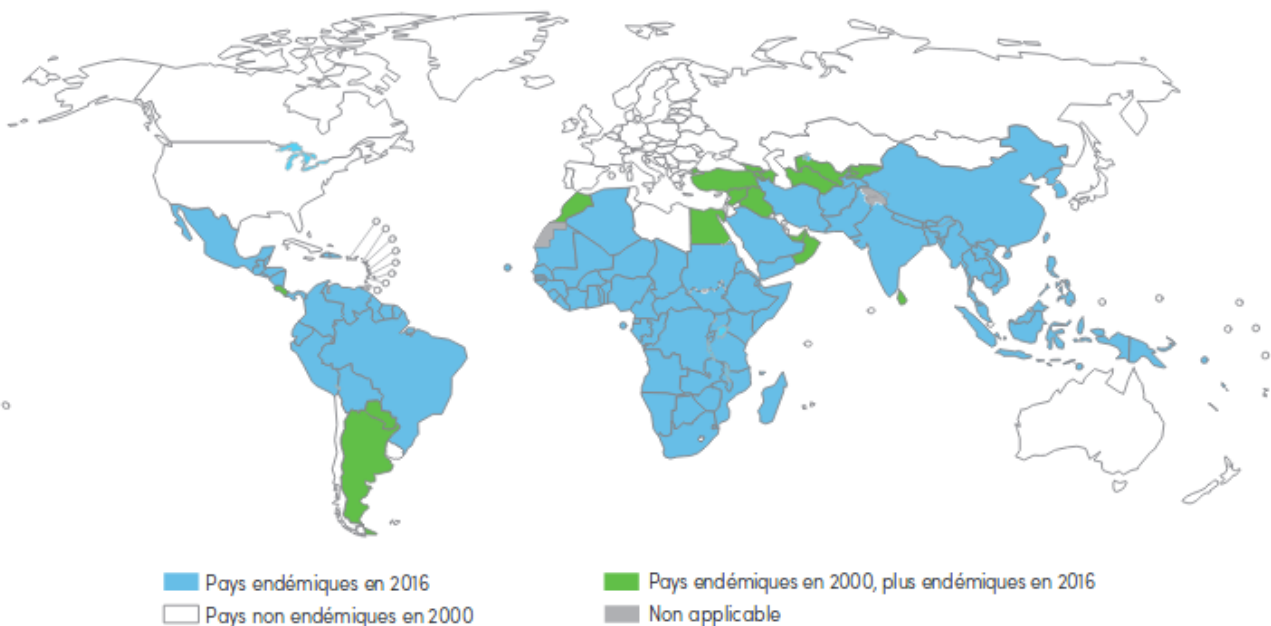 Pays endémiques en 2016
Pays endémiques en 2000, plus endémiques en 2016
Pays non endémiques en 2000
Non applicable